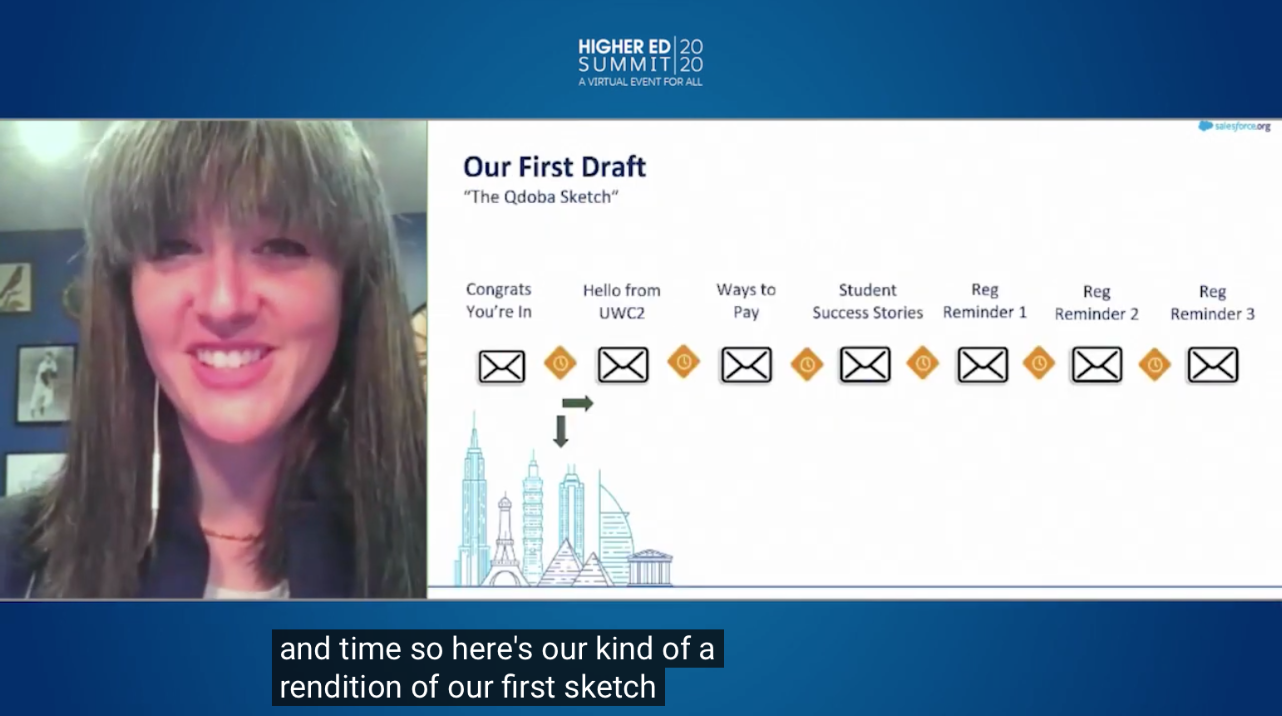 HIGHER ED 20
SUMMIT 20
A VIRTUAL EVENT FOR ALL
salesforce.org
Our First Draft
"The Qdoba Sketch"
Congrats
You're In
Hello from
UWC2
Ways to
Pay
Student
Success Stories
Reg
Reminder 1
Reg
Reminder 2
Reg
Reminder 3
and time so here's our kind of a
rendition of our first sketch